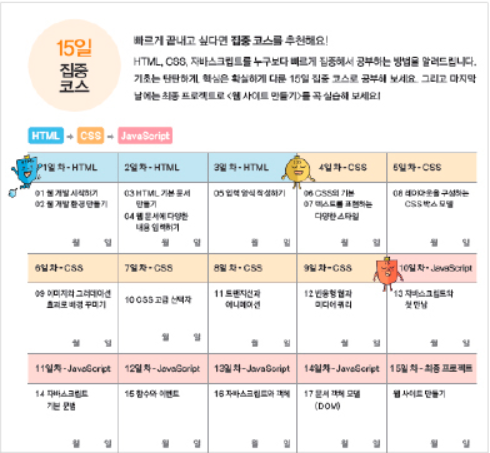 15일
집중
코스
빠르게 끝내고 싶다면 집중 코스를 추천해요!
HTML, CSS, 자바스크립트를 누구보다 빠르게 집중해서 공부하는 방법을 알려드립니다.
기초는 탄탄하게, 핵심은 확실하게 다룬 15일 집중 코스로 공부해 보세요. 그리고 마지막
날에는 최종 프로젝트로 <웹 사이트 만들기>를 꼭 실습해 보세요!
HTML → CSS → JavaScript
1일 차 - HTML
2일 차 - HTML
3일 차 - HTML
4일 차 - CSS
5일 차 - CSS
01 웹 개발 시작하기
02 웹 개발 환경 만들기
월 일
03 HTML 기본 문서
만들기
04 웹 문서에 다양한
내용 입력하기
월 일
05 입력 양식 작성하기
월 일
06 CSS의 기본
07 텍스트를 표현하는
다양한 스타일
월 일
08 레이아웃을 구성하는
CSS 박스 모델
월 일
6일 차 - CSS
7일 차 - CSS
8일 차 - CSS
9일 차 - CSS
10일 차 - JavaScript
09 이미지와 그러데이션
효과로 배경 꾸미기
월 일
10 CSS 고급 선택자
월 일
11 트랜지션과
애니메이션
월 일
12 반응형 웹과
미디어 쿼리
월 일
13 자바스크립트와
첫 만남
월 일
11일 차 - JavaScript
12일 차 - JavaScript
13일 차 - JavaScript
14일 차 - JavaScript
15일 차 - 최종 프로젝트
14 자바스크립트
기본 문법
월 일
15 함수와 이벤트
월 일
16 자바스크립트와 객체
월 일
17 문서 객체 모델
(DOM)
월 일
웹 사이트 만들기
월 일